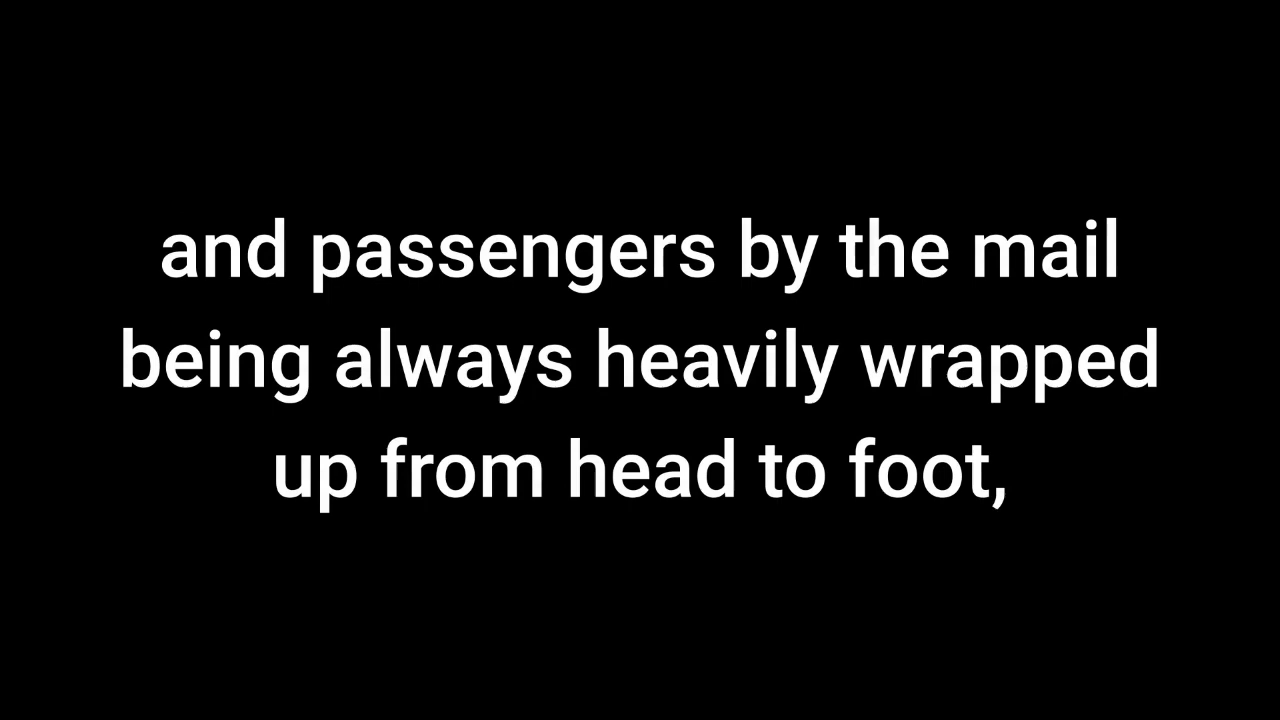 and passengers by the mail
being always heavily wrapped
up from head to foot,